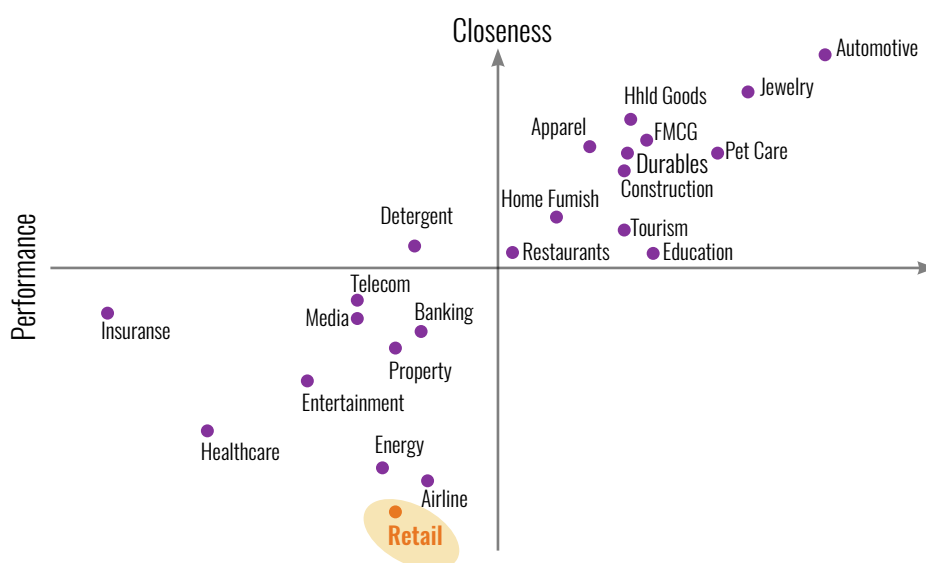 Closeness
Automotive
Jewelry
Hhld Goods
Apparel
FMCG
Pet Care
Durables
Construction
Home Fumish
Detergent
Tourism
Restaurants
Education
Performance
Telecom
Media
Banking
Insuranse
Property
Entertainment
Healthcare
Energy
Airline
Retail